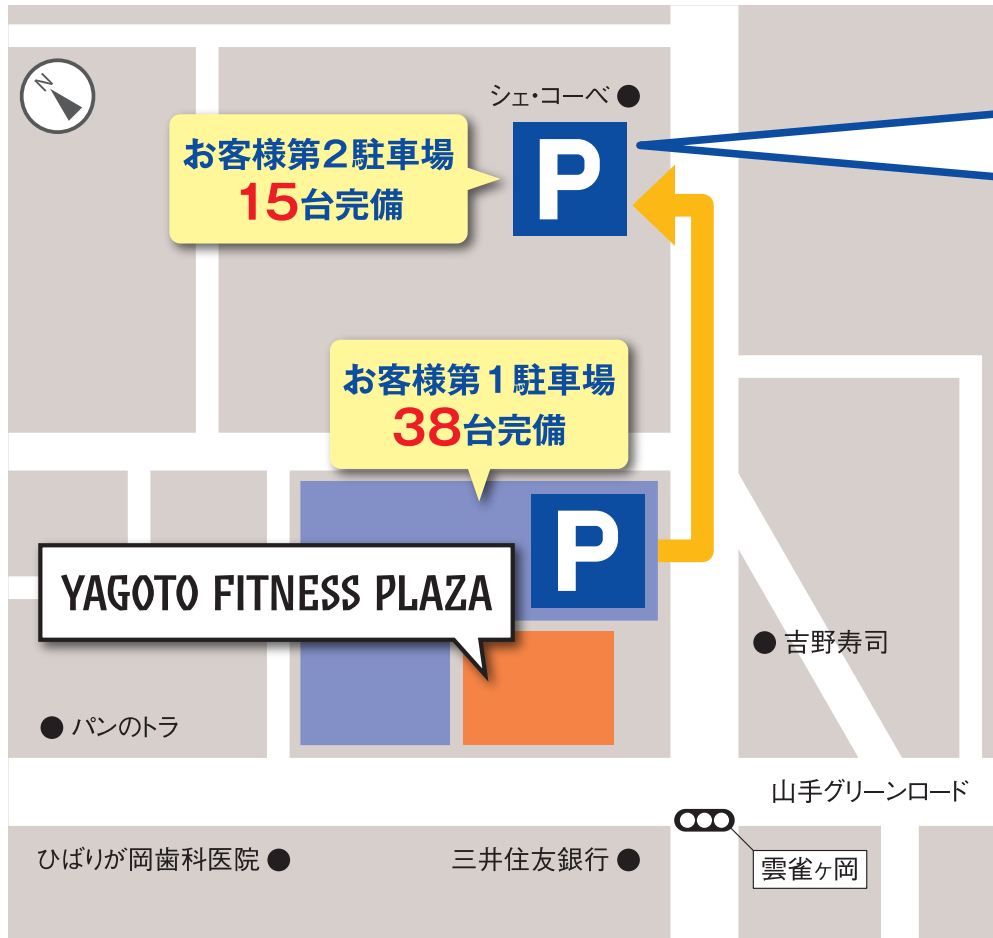 N
シェ・コーベ
P
お客様第2駐車場
15台完備
お客様第1駐車場
38台完備
P
YAGOTO FITNESS PLAZA
吉野寿司
パンのトラ
山手グリーンロード
ひばりが岡歯科医院
三井住友銀行
雲雀ヶ岡